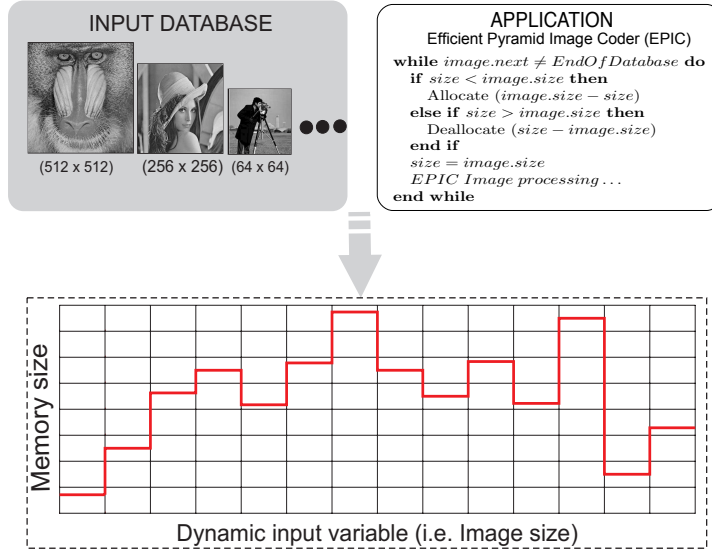 INPUT DATABASE
(512 x 512)
(256 x 256)
(64 x 64)
APPLICATION
Efficient Pyramid Image Coder (EPIC)
while image.next ≠ EndOfDatabase do
if size < image.size then
Allocate (image.size − size)
else if size > image.size then
Deallocate (size − image.size)
end if
size = image.size
EPIC Image processing . . .
end while
Memory size
Dynamic input variable (i.e. Image size)